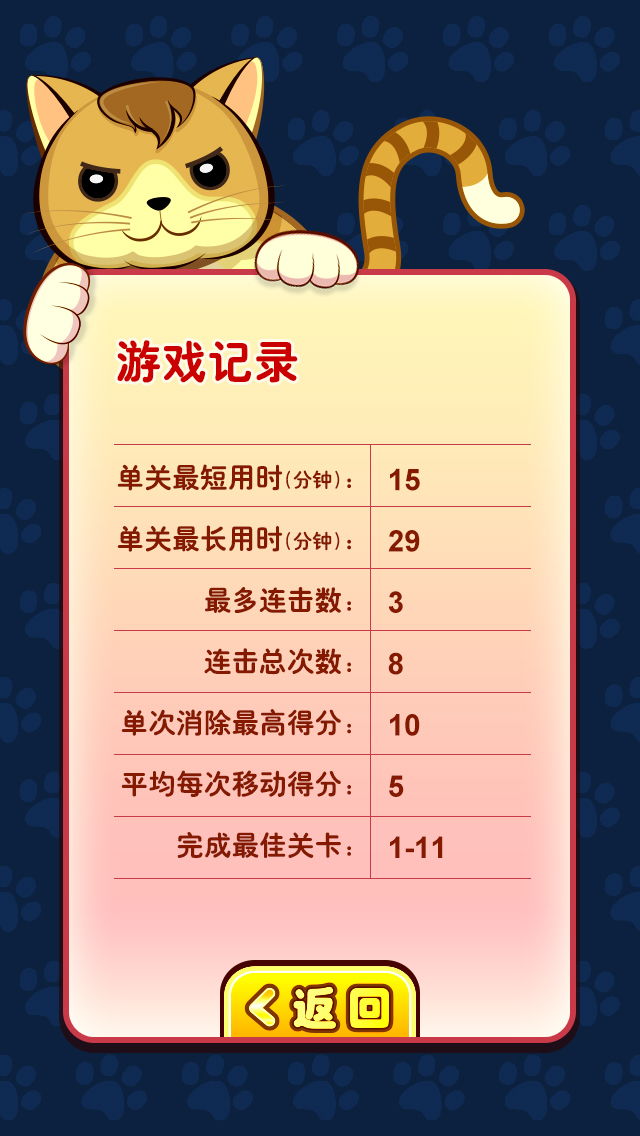 游戏记录
单关最短用时(分钟)： 15
单关最长用时(分钟)： 29
最多连击数： 3
连击总次数： 8
单次消除最高得分： 10
平均每次移动得分： 5
完成最佳关卡： 1-11
返回